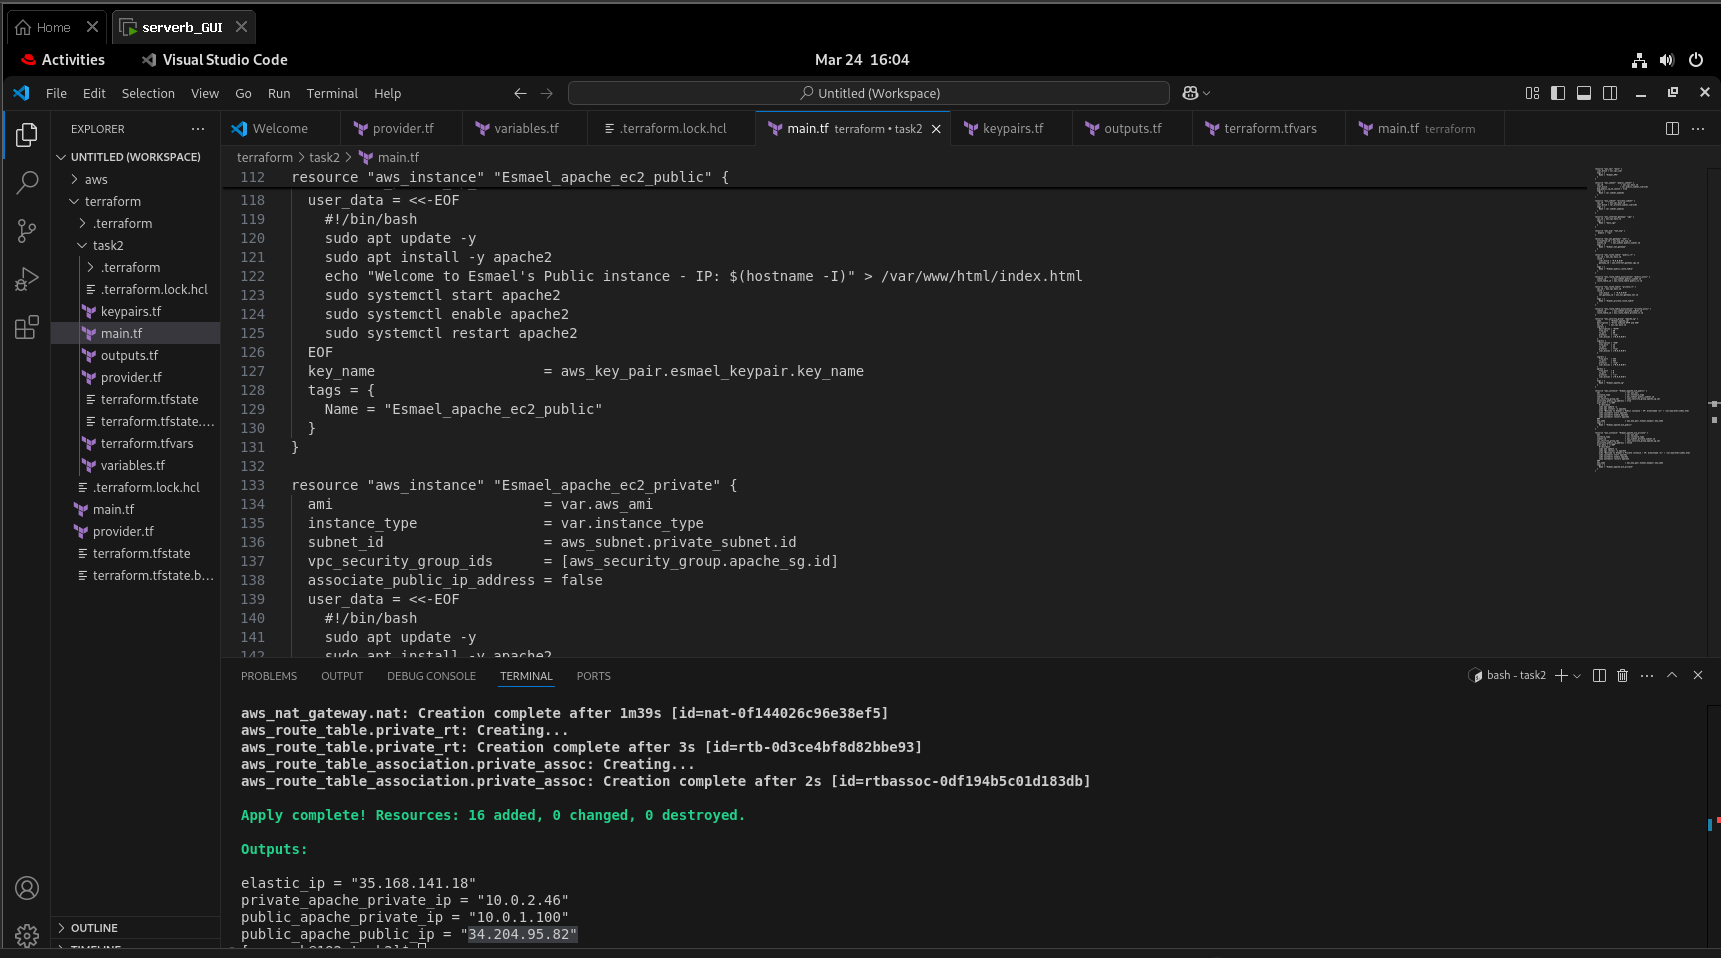 Home
serverb_GUI
Activities
Visual Studio Code
Mar 24 16:04
File Edit Selection View Go Run Terminal Help
Untitled (Workspace)
EXPLORER
Welcome
provider.tf
variables.tf
.terraform.lock.hcl
main.tf terraform • task2
keypairs.tf
outputs.tf
terraform.tfvars
main.tf terraform
UNTITLED (WORKSPACE)
aws
terraform
.terraform
task2
.terraform
.terraform.lock.hcl
keypairs.tf
main.tf
outputs.tf
provider.tf
terraform.tfstate
terraform.tfstate....
terraform.tfvars
variables.tf
.terraform.lock.hcl
main.tf
provider.tf
terraform.tfstate
terraform.tfstate.b...
OUTLINE
TIMELINE
terraform > task2 > main.tf
112 resource "aws_instance" "Esmael_apache_ec2_public" {
118 user_data = <<-EOF
119 #!/bin/bash
120 sudo apt update -y
121 sudo apt install -y apache2
122 echo "Welcome to Esmael's Public instance - IP: $(hostname -I)" > /var/www/html/index.html
123 sudo systemctl start apache2
124 sudo systemctl enable apache2
125 sudo systemctl restart apache2
126 EOF
127 key_name = aws_key_pair.esmael_keypair.key_name
128 tags = {
129 Name = "Esmael_apache_ec2_public"
130 }
131 }
132
133 resource "aws_instance" "Esmael_apache_ec2_private" {
134 ami = var.aws_ami
135 instance_type = var.instance_type
136 subnet_id = aws_subnet.private_subnet.id
137 vpc_security_group_ids = [aws_security_group.apache_sg.id]
138 associate_public_ip_address = false
139 user_data = <<-EOF
140 #!/bin/bash
141 sudo apt update -y
142 sudo apt install -y apache2
PROBLEMS OUTPUT DEBUG CONSOLE TERMINAL PORTS
bash - task2
aws_nat_gateway.nat: Creation complete after 1m39s [id=nat-0f144026c96e38ef5]
aws_route_table.private_rt: Creating...
aws_route_table.private_rt: Creation complete after 3s [id=rtb-0d3ce4bf8d82bbe93]
aws_route_table_association.private_assoc: Creating...
aws_route_table_association.private_assoc: Creation complete after 2s [id=rtbassoc-0df194b5c01d183db]
Apply complete! Resources: 16 added, 0 changed, 0 destroyed.
Outputs:
elastic_ip = "35.168.141.18"
private_apache_private_ip = "10.0.2.46"
public_apache_private_ip = "10.0.1.100"
public_apache_public_ip = "34.204.95.82"